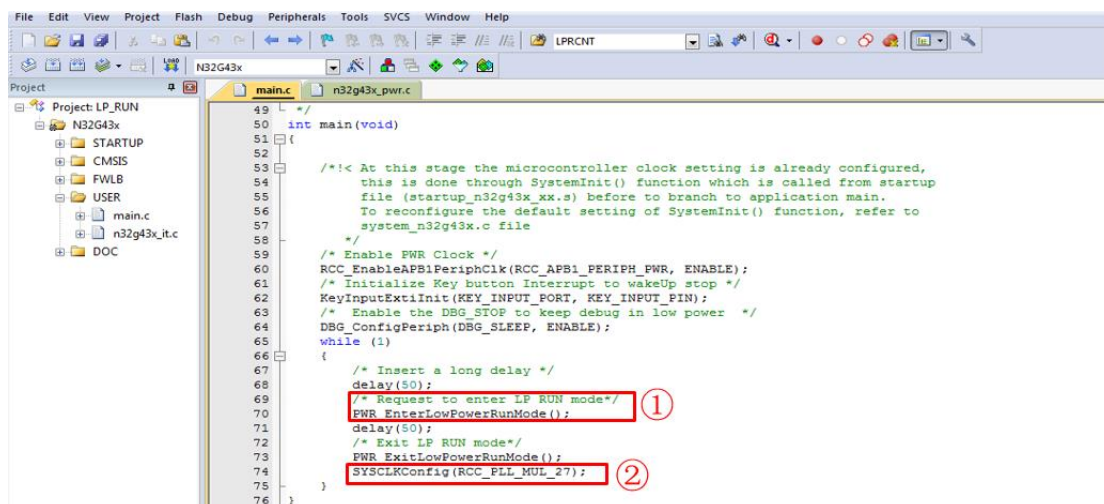 File Edit View Project Flash Debug Peripherals Tools SVCS Window Help
LPRCNT
LOAD N32G43x
Project
main.c n32g43x_pwr.c
Project: LP_RUN
N32G43x
STARTUP
CMSIS
FWLB
USER
main.c
n32g43x_it.c
DOC
49 */
50 int main(void)
51 {
52
53 /*!< At this stage the microcontroller clock setting is already configured,
54 this is done through SystemInit() function which is called from startup
55 file (startup_n32g43x_xx.s) before to branch to application main.
56 To reconfigure the default setting of SystemInit() function, refer to
57 system_n32g43x.c file
58 */
59 /* Enable PWR Clock */
60 RCC_EnableAPB1PeriphClk(RCC_APB1_PERIPH_PWR, ENABLE);
61 /* Initialize Key button Interrupt to wakeUp stop */
62 KeyInputExtiInit(KEY_INPUT_PORT, KEY_INPUT_PIN);
63 /* Enable the DBG_STOP to keep debug in low power */
64 DBG_ConfigPeriph(DBG_SLEEP, ENABLE);
65 while (1)
66 {
67 /* Insert a long delay */
68 delay(50);
69 /* Request to enter LP RUN mode*/
70 PWR_EnterLowPowerRunMode(); ①
71 delay(50);
72 /* Exit LP RUN mode*/
73 PWR_ExitLowPowerRunMode();
74 SYSCLKConfig(RCC_PLL_MUL_27); ②
75 }
76 }